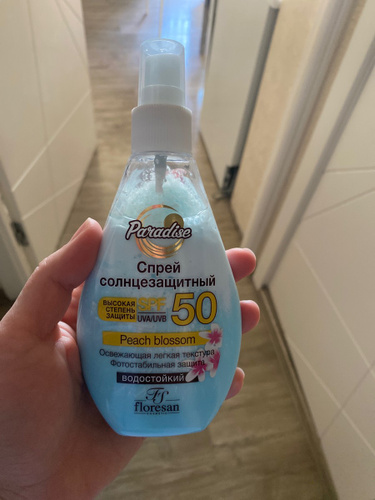 Paradise
Спрей
солнцезащитный
ВЫСОКАЯ
СТЕПЕНЬ
ЗАЩИТЫ
SPF
UVA/UVB
50
Peach blossom
Освежающая легкая текстура
Фотостабильная защита
водостойкий
FS
floresan